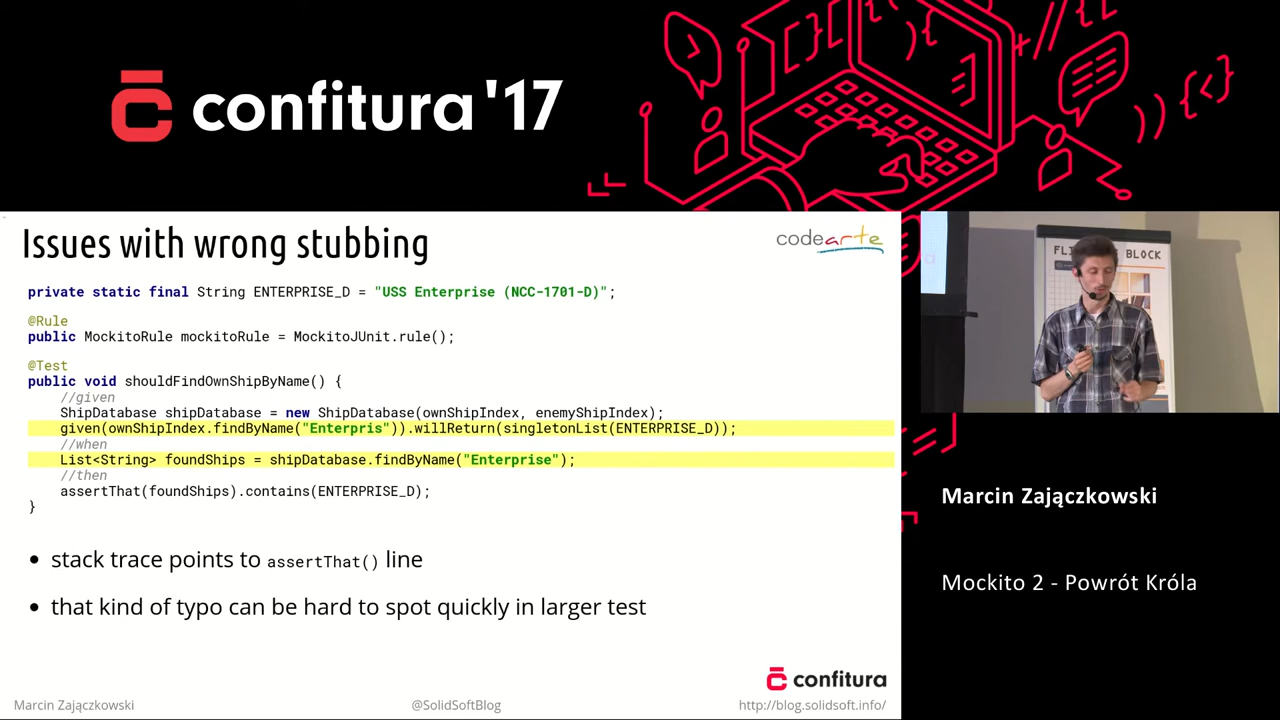 confitura '17
Issues with wrong stubbing
codearte
private static final String ENTERPRISE_D = "USS Enterprise (NCC-1701-D)";
@Rule
public MockitoRule mockitoRule = MockitoJUnit.rule();
@Test
public void shouldFindOwnShipByName() {
//given
ShipDatabase shipDatabase = new ShipDatabase(ownShipIndex, enemyShipIndex);
given(ownShipIndex.findByName("Enterpris")).willReturn(singletonList(ENTERPRISE_D));
//when
List<String> foundShips = shipDatabase.findByName("Enterprise");
//then
assertThat(foundShips).contains(ENTERPRISE_D);
}
• stack trace points to assertThat() line
• that kind of typo can be hard to spot quickly in larger test
confitura
Marcin Zajączkowski
@SolidSoftBlog
http://blog.solidsoft.info/
BLOCK
Marcin Zajączkowski
Mockito 2 - Powrót Króla